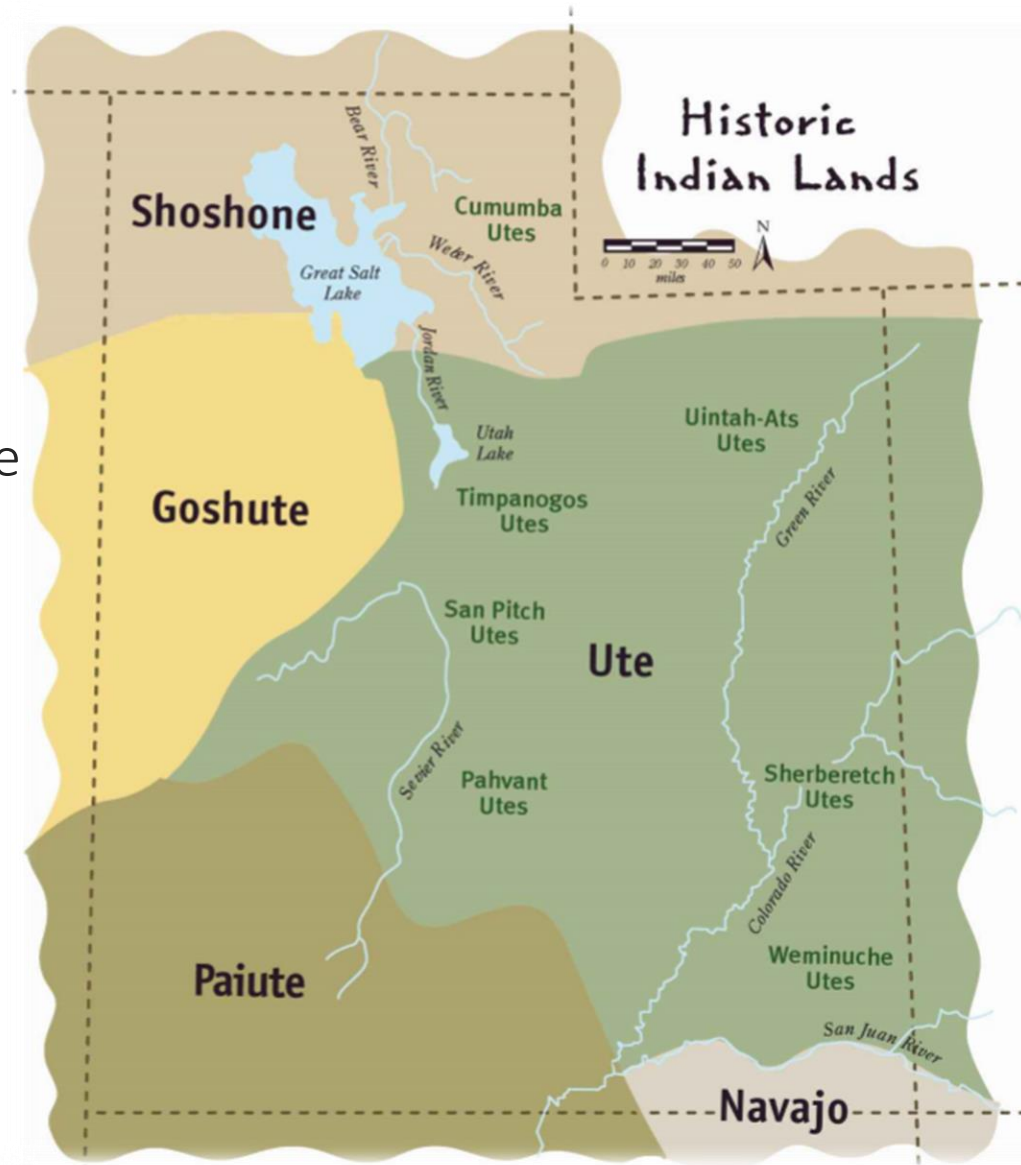 Historic
Indian Lands
N
0 10 20 30 40 50
miles
Bear River
Shoshone
Cumumba
Utes
Weber River
Great Salt
Lake
Jordan River
Uintah-Ats
Utes
Utah
Lake
e
Green River
Goshute
Timpanogos
Utes
San Pitch
Utes
Ute
Sevier River
Pahvant
Utes
Sherberetch
Utes
Colorado River
Weminuche
Utes
Paiute
San Juan River
Navajo